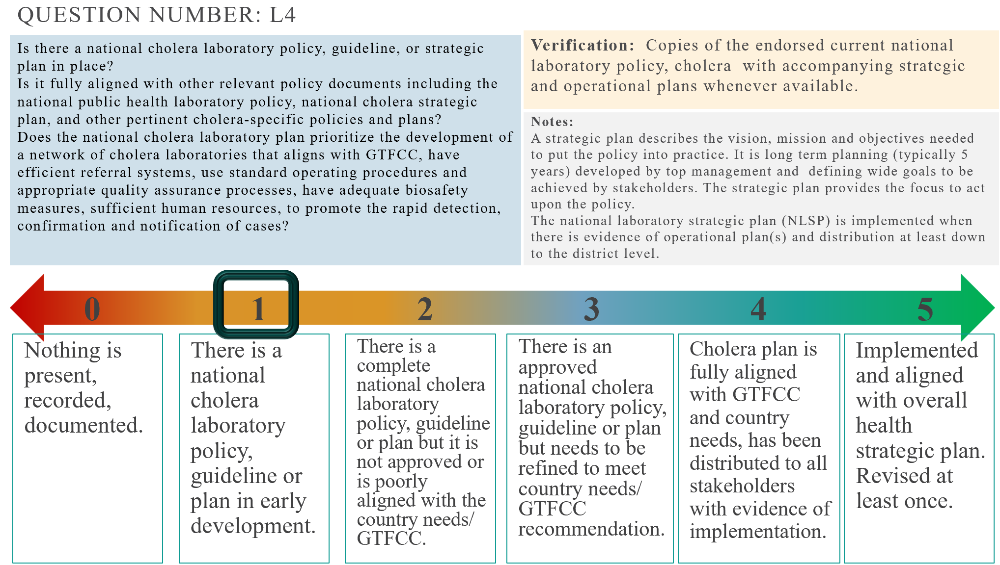 QUESTION NUMBER: L4
Is there a national cholera laboratory policy, guideline, or strategic
plan in place?
Is it fully aligned with other relevant policy documents including the
national public health laboratory policy, national cholera strategic
plan, and other pertinent cholera-specific policies and plans?
Does the national cholera laboratory plan prioritize the development of
a network of cholera laboratories that aligns with GTFCC, have
efficient referral systems, use standard operating procedures and
appropriate quality assurance processes, have adequate biosafety
measures, sufficient human resources, to promote the rapid detection,
confirmation and notification of cases?
Verification: Copies of the endorsed current national
laboratory policy, cholera with accompanying strategic
and operational plans whenever available.
Notes:
A strategic plan describes the vision, mission and objectives needed
to put the policy into practice. It is long term planning (typically 5
years) developed by top management and defining wide goals to be
achieved by stakeholders. The strategic plan provides the focus to act
upon the policy.
The national laboratory strategic plan (NLSP) is implemented when
there is evidence of operational plan(s) and distribution at least down
to the district level.
0
1
2
3
4
5
Nothing is
present,
recorded,
documented.
There is a
national
cholera
laboratory
policy,
guideline or
plan in early
development.
There is a
complete
national cholera
laboratory
policy, guideline
or plan but it is
not approved or
is poorly
aligned with the
country needs/
GTFCC.
There is an
approved
national cholera
laboratory policy,
guideline or plan
but needs to be
refined to meet
country needs/
GTFCC
recommendation.
Cholera plan is
fully aligned
with GTFCC
and country
needs, has been
distributed to all
stakeholders
with evidence of
implementation.
Implemented
and aligned
with overall
health
strategic plan.
Revised at
least once.